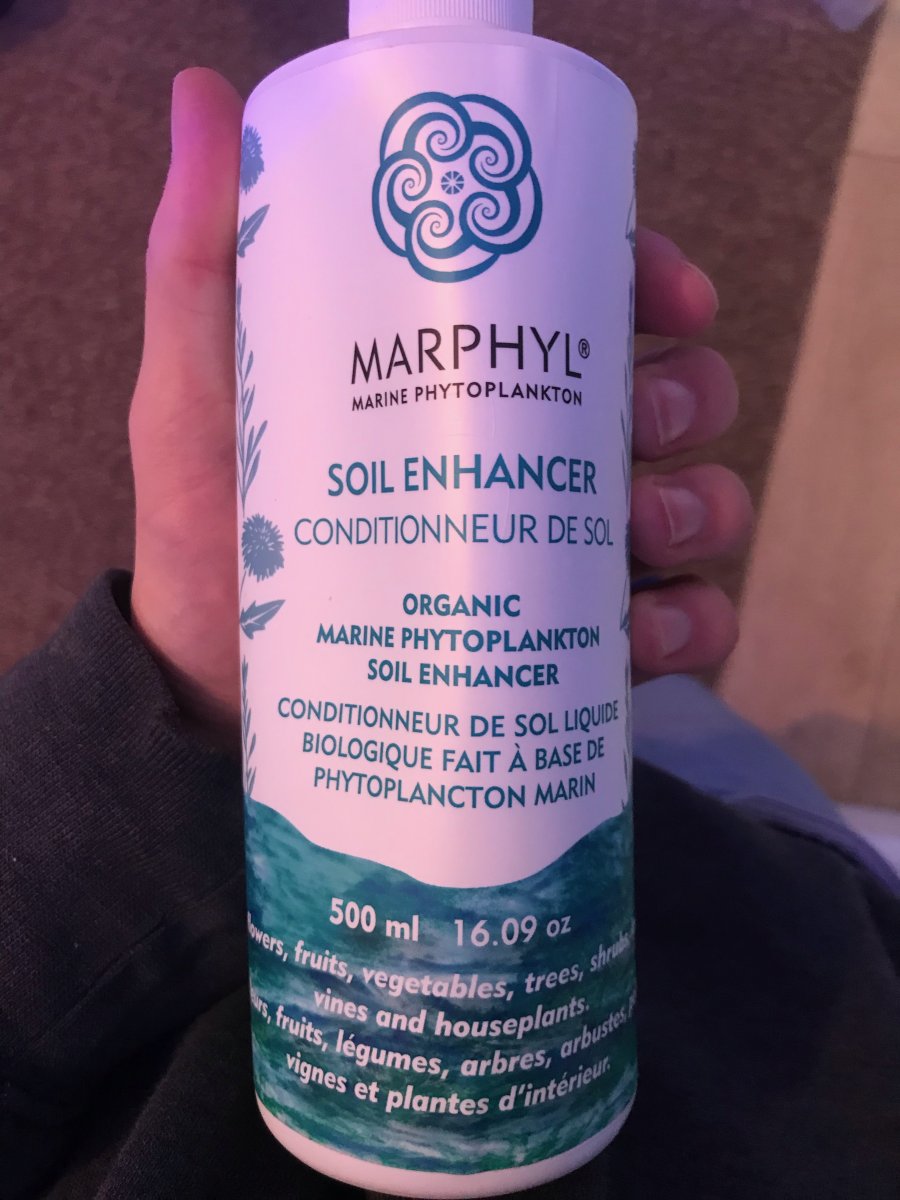 MARPHYL®
MARINE PHYTOPLANKTON
SOIL ENHANCER
CONDITIONNEUR DE SOL
ORGANIC
MARINE PHYTOPLANKTON
SOIL ENHANCER
CONDITIONNEUR DE SOL LIQUIDE
BIOLOGIQUE FAIT À BASE DE
PHYTOPLANCTON MARIN
500 ml 16.09 oz
fruits, vegetables, trees,
vines and houseplants.
fruits, légumes, arbres, arbustes,
vignes et plantes d'intérieur.